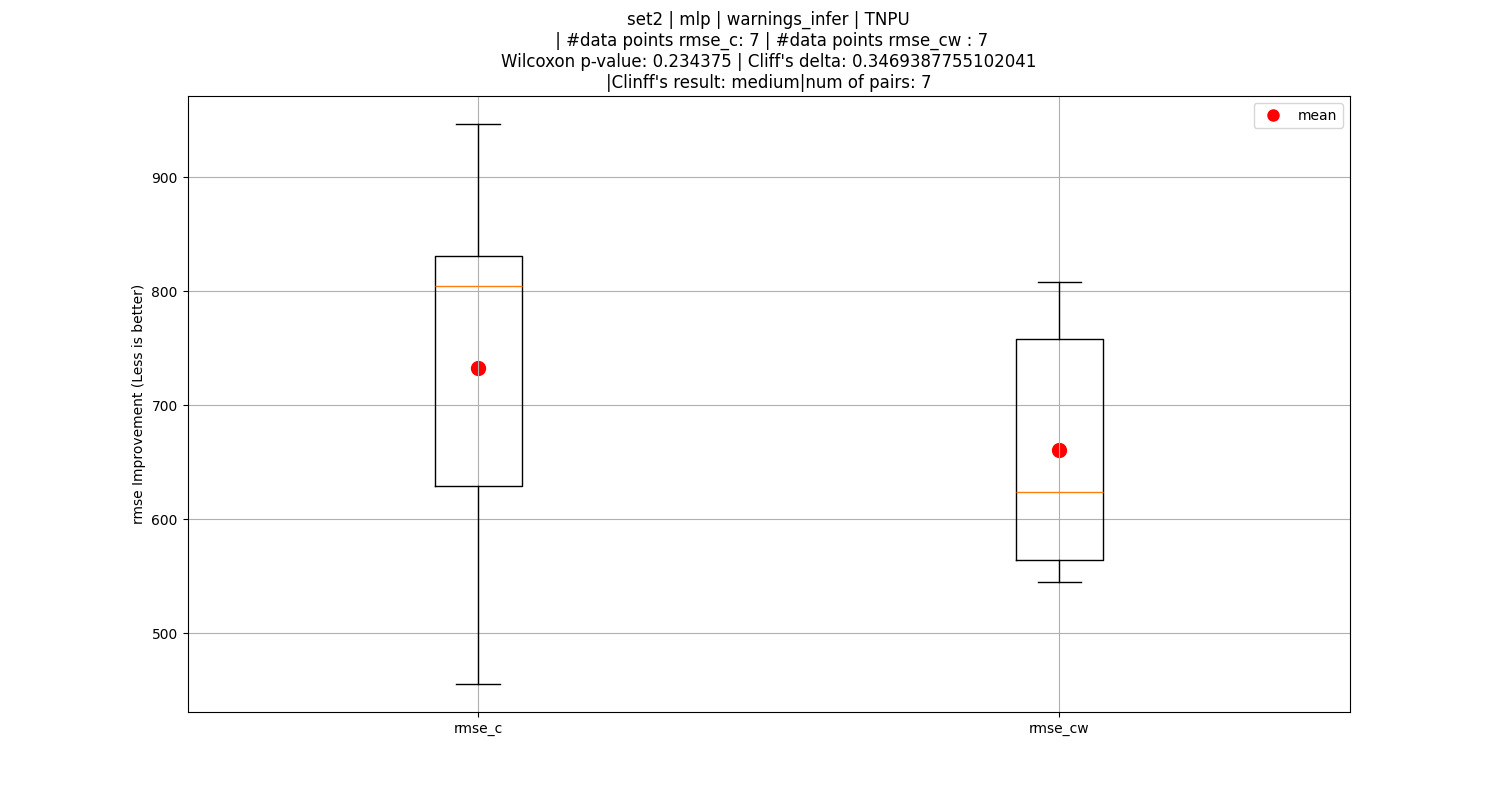 set2 | mlp | warnings_infer | TNPU
| #data points rmse_c: 7 | #data points rmse_cw : 7
Wilcoxon p-value: 0.234375 | Cliff's delta: 0.3469387755102041
|Clinff's result: medium|num of pairs: 7
mean
900
800
700
600
500
rmse Improvement (Less is better)
rmse_c
rmse_cw